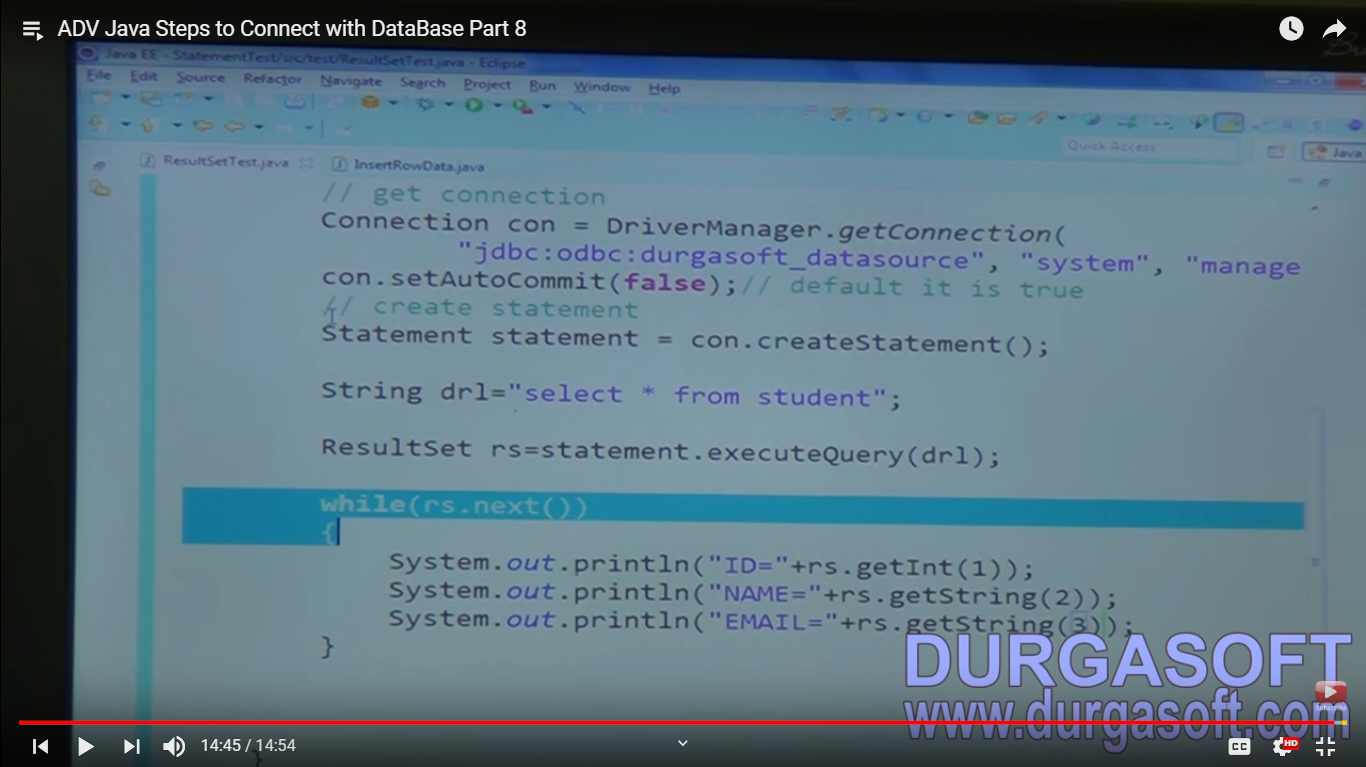 ADV Java Steps to Connect with DataBase Part 8
Java EE - StatementTest/src/test/ResultSetTest.java - Eclipse
File Edit Source Refactor Navigate Search Project Run Window Help
Quick Access
Java
ResultSetTest.java InsertRowData.java
// get connection
Connection con = DriverManager.getConnection(
"jdbc:odbc:durgasoft_datasource", "system", "manage
con.setAutoCommit(false);// default it is true
// create statement
Statement statement = con.createStatement();
String drl="select * from student";
ResultSet rs=statement.executeQuery(drl);
while(rs.next())
{
System.out.println("ID="+rs.getInt(1));
System.out.println("NAME="+rs.getString(2));
System.out.println("EMAIL="+rs.getString(3));
}
DURGASOFT
www.durgasoft.com
Subscribe
14:45 / 14:54
CC
HD
}